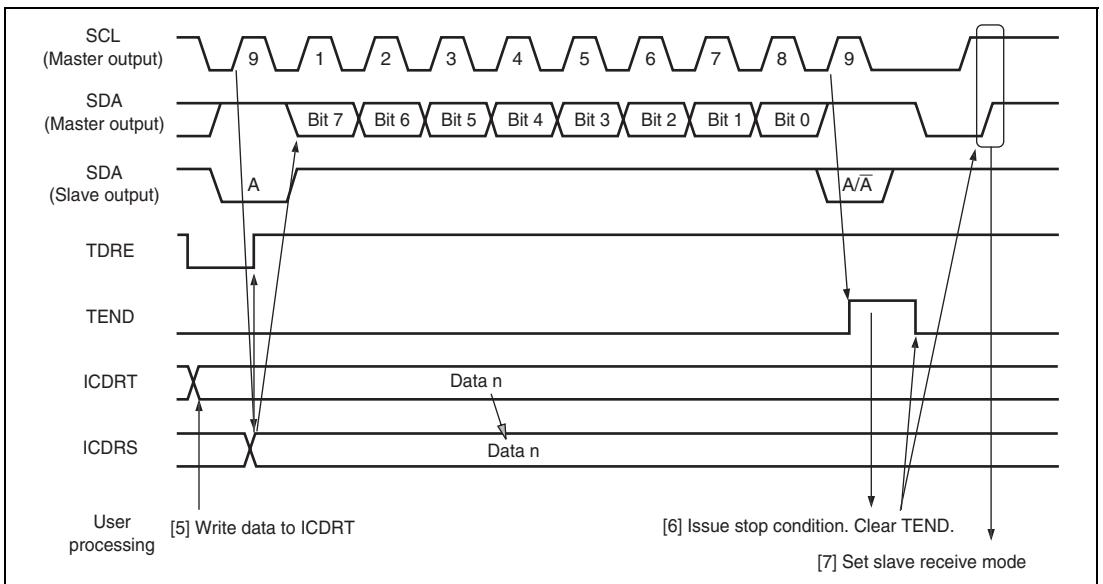 SCL
(Master output)
9 1 2 3 4 5 6 7 8 9
SDA
(Master output)
Bit 7 Bit 6 Bit 5 Bit 4 Bit 3 Bit 2 Bit 1 Bit 0
SDA
(Slave output)
A A/A̅
TDRE
TEND
ICDRT
Data n
ICDRS
Data n
User
processing
[5] Write data to ICDRT
[6] Issue stop condition. Clear TEND.
[7] Set slave receive mode